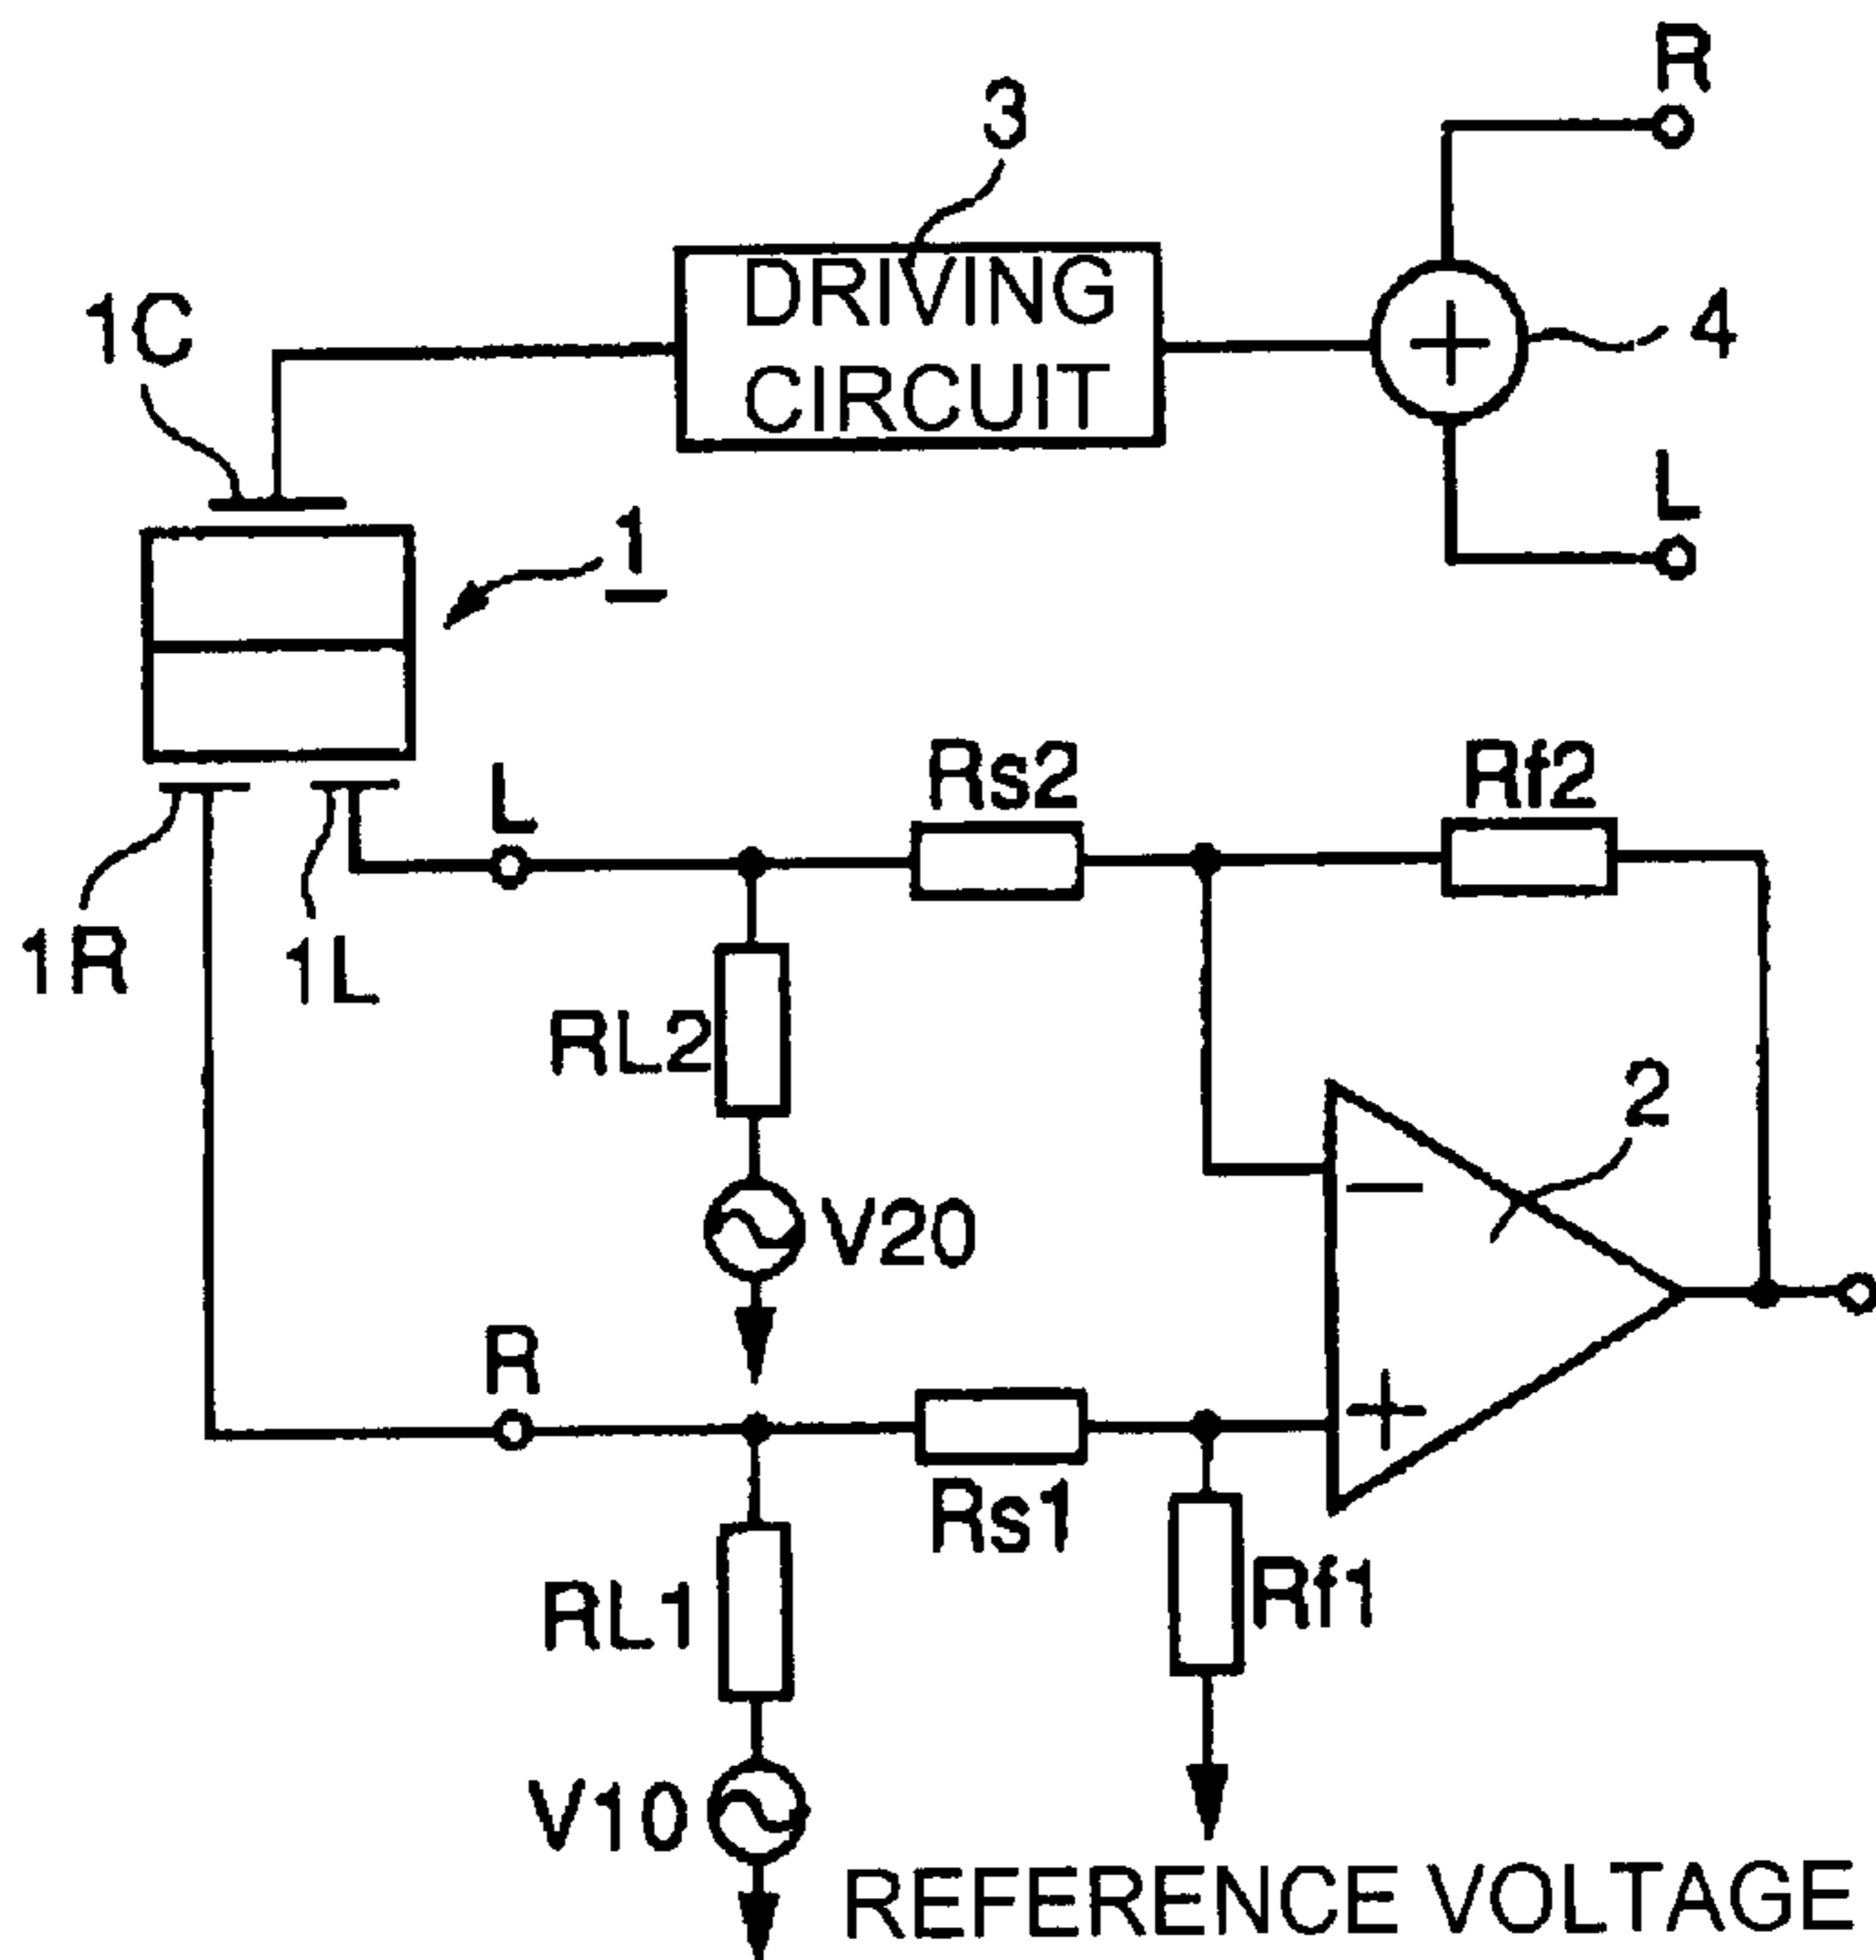 R
3
DRIVING
CIRCUIT
4
1C
L
1
L
Rs2
Rf2
1R
1L
RL2
2
V20
R
Rs1
RL1
Rf1
V10
REFERENCE VOLTAGE